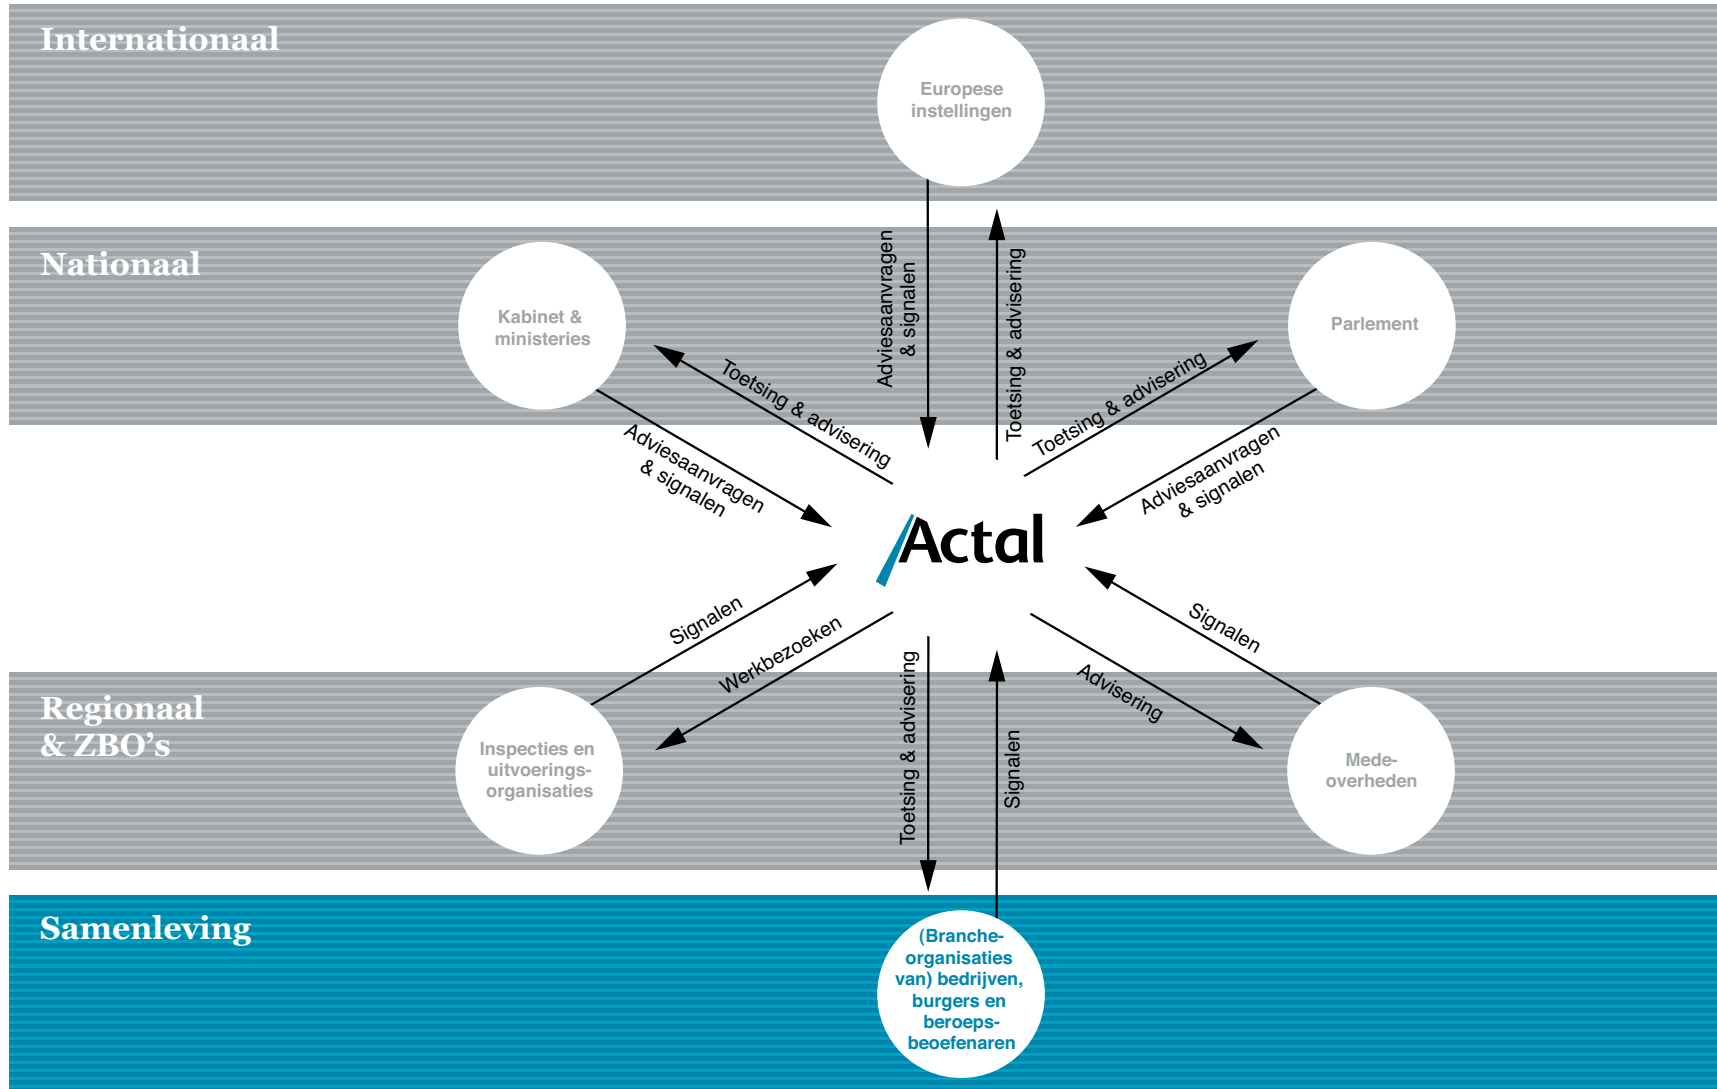 Internationaal
Europese
instellingen
Nationaal
Kabinet &
ministeries
Parlement
Adviesaanvragen
& signalen
Toetsing & advisering
Toetsing & advisering
Adviesaanvragen
& signalen
Toetsing & advisering
Adviesaanvragen
& signalen
Actal
Signalen
Werkbezoeken
Toetsing & advisering
Signalen
Signalen
Advisering
Regionaal
& ZBO’s
Inspecties en
uitvoerings-
organisaties
Mede-
overheden
Samenleving
(Branche-
organisaties
van) bedrijven,
burgers en
beroeps-
beoefenaren